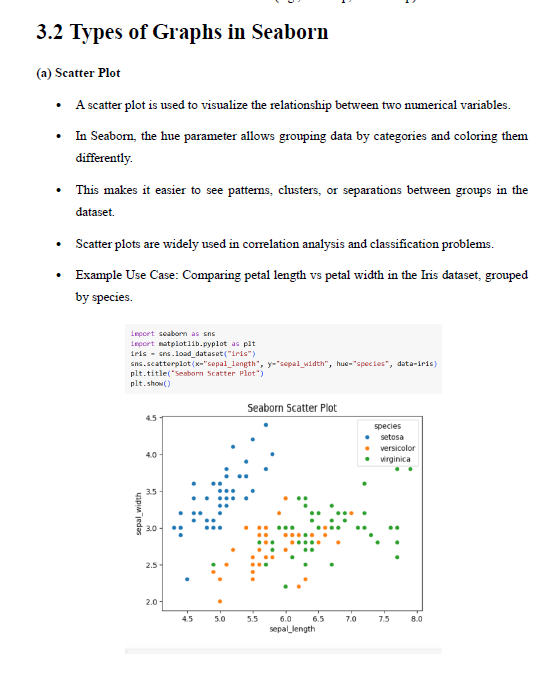 3.2 Types of Graphs in Seaborn
(a) Scatter Plot
• A scatter plot is used to visualize the relationship between two numerical variables.
• In Seaborn, the hue parameter allows grouping data by categories and coloring them
differently.
• This makes it easier to see patterns, clusters, or separations between groups in the
dataset.
• Scatter plots are widely used in correlation analysis and classification problems.
• Example Use Case: Comparing petal length vs petal width in the Iris dataset, grouped
by species.
import seaborn as sns
import matplotlib.pyplot as plt
iris = sns.load_dataset("iris")
sns.scatterplot(x="sepal_length", y="sepal_width", hue="species", data=iris)
plt.title("Seaborn Scatter Plot")
plt.show()
Seaborn Scatter Plot
species
setosa
versicolor
virginica
4.5
4.0
3.5
3.0
2.5
2.0
sepal_width
4.5 5.0 5.5 6.0 6.5 7.0 7.5 8.0
sepal_length